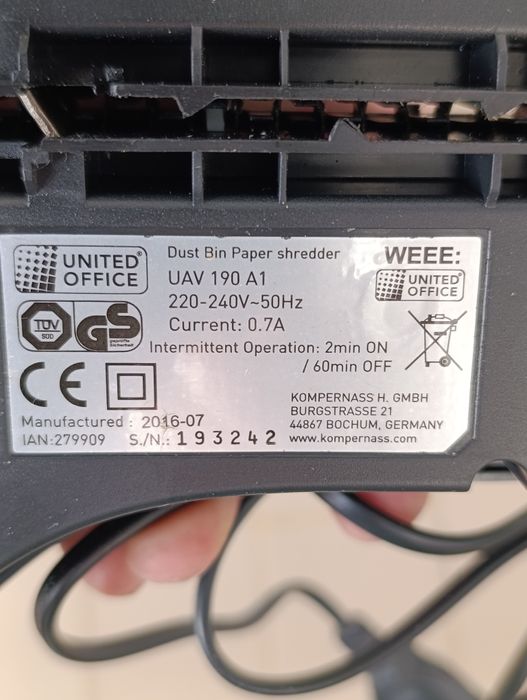 UNITED OFFICE
Dust Bin Paper shredder
UAV 190 A1
220-240V~50Hz
Current: 0.7A
Intermittent Operation: 2min ON
/ 60min OFF
WEEE:
UNITED OFFICE
TÜV
SÜD
GS
geprüfte
Sicherheit
CE
Manufactured : 2016-07
IAN:279909 S./N.: 193242
KOMPERNASS H. GMBH
BURGSTRASSE 21
44867 BOCHUM, GERMANY
www.kompernass.com